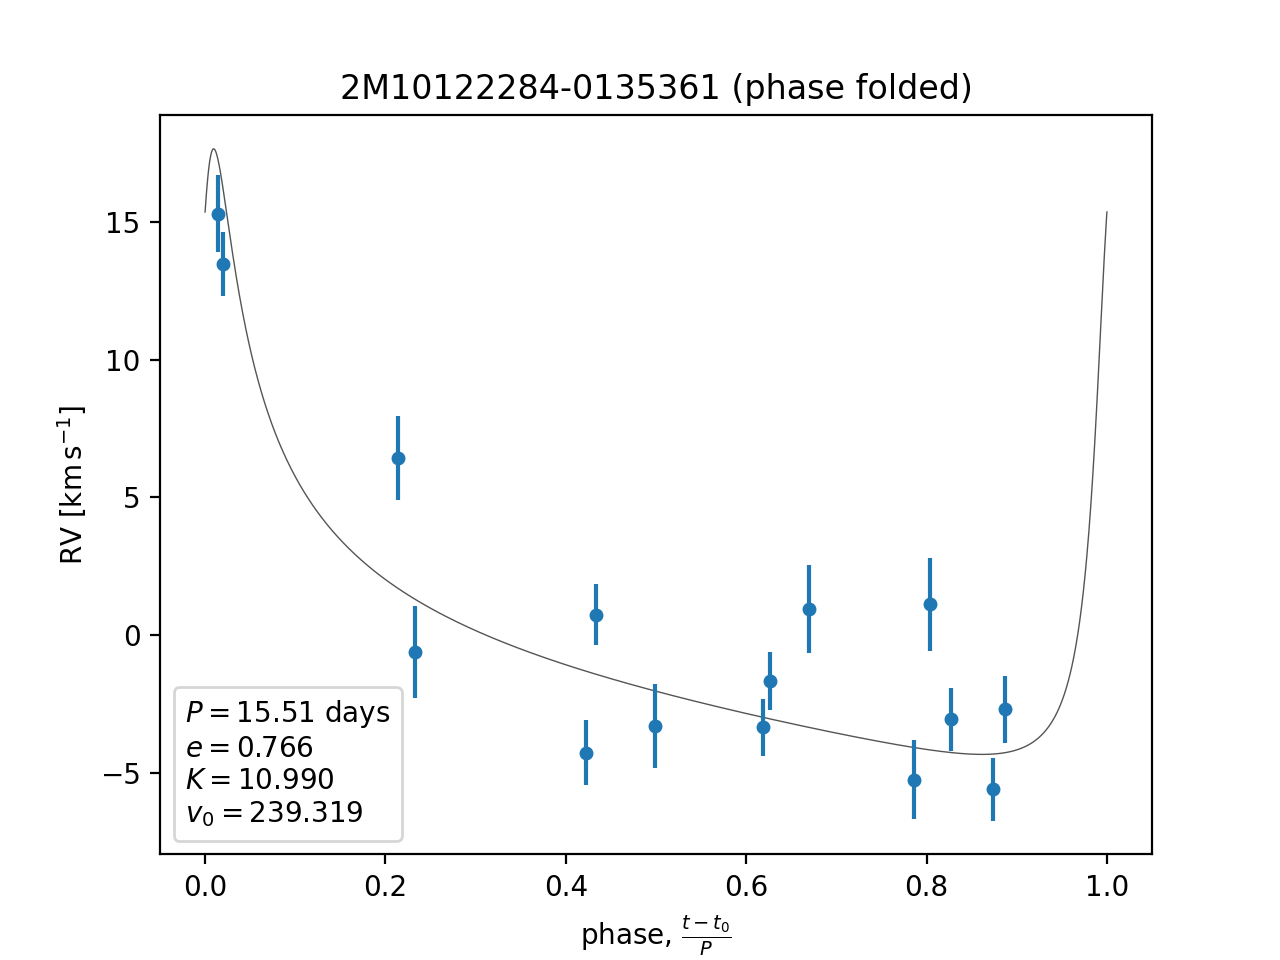 2M10122284-0135361 (phase folded)
RV [km s⁻¹]
15
10
5
0
−5
P = 15.51 days
e = 0.766
K = 10.990
v₀ = 239.319
0.0 0.2 0.4 0.6 0.8 1.0
phase, (t − t₀)/P